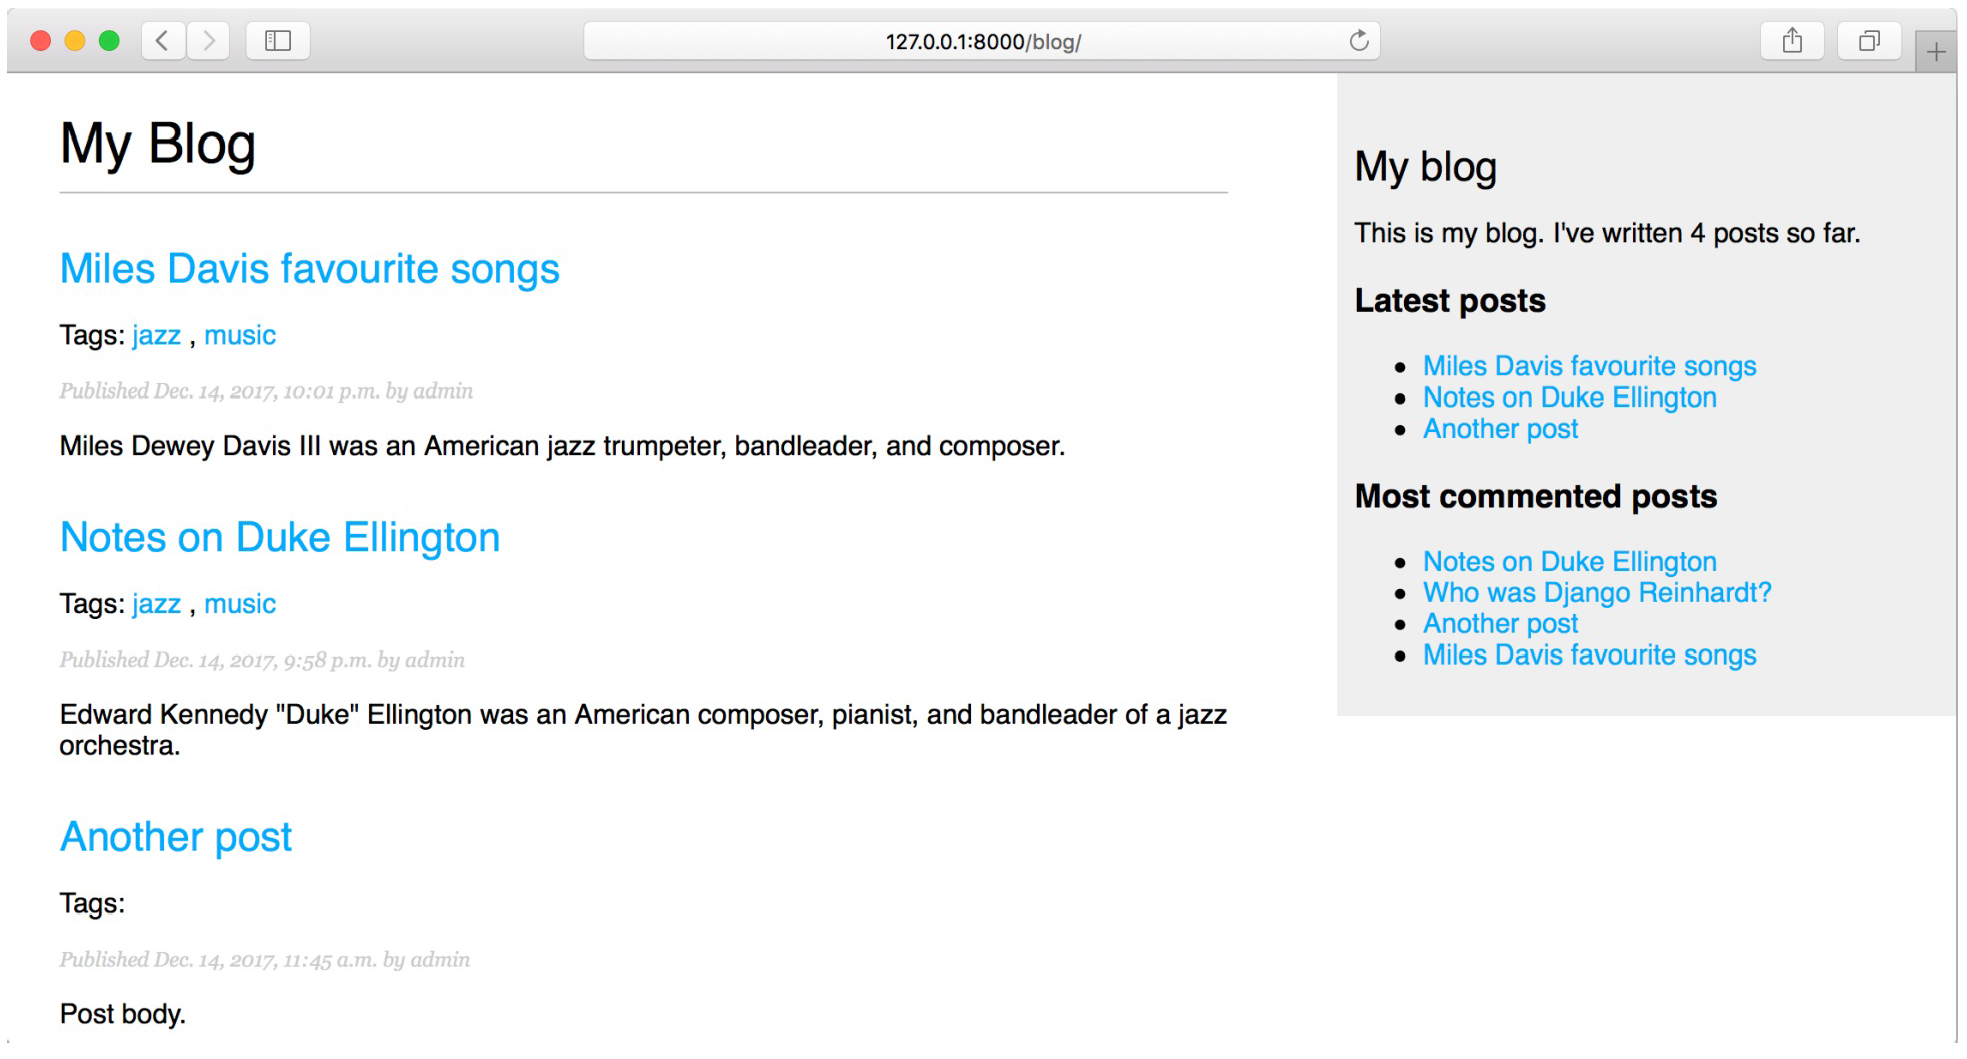 127.0.0.1:8000/blog/
My Blog
Miles Davis favourite songs
Tags: jazz , music
Published Dec. 14, 2017, 10:01 p.m. by admin
Miles Dewey Davis III was an American jazz trumpeter, bandleader, and composer.
Notes on Duke Ellington
Tags: jazz , music
Published Dec. 14, 2017, 9:58 p.m. by admin
Edward Kennedy "Duke" Ellington was an American composer, pianist, and bandleader of a jazz
orchestra.
Another post
Tags:
Published Dec. 14, 2017, 11:45 a.m. by admin
Post body.
My blog
This is my blog. I've written 4 posts so far.
Latest posts
Miles Davis favourite songs
Notes on Duke Ellington
Another post
Most commented posts
Notes on Duke Ellington
Who was Django Reinhardt?
Another post
Miles Davis favourite songs